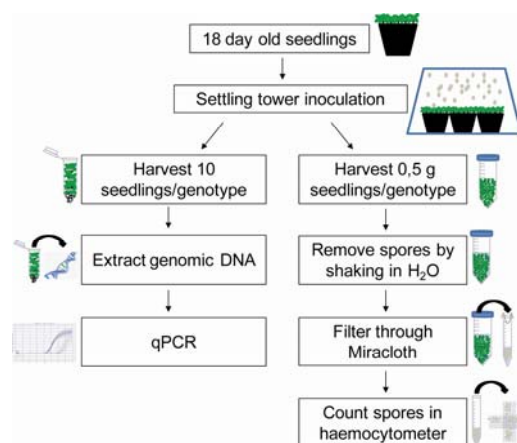 18 day old seedlings
Settling tower inoculation
Harvest 10
seedlings/genotype
Extract genomic DNA
qPCR
Harvest 0,5 g
seedlings/genotype
Remove spores by
shaking in H₂O
Filter through
Miracloth
Count spores in
haemocytometer